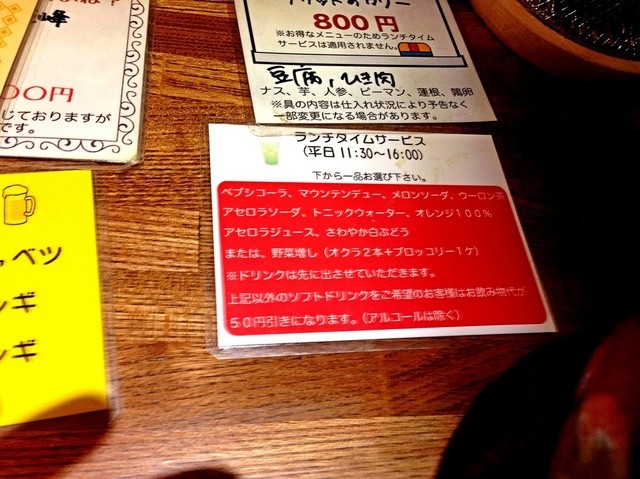 峰
00円
じておりますが
です。
800円
※お得なメニューのためランチタイム
サービスは適用されません。
豆腐,ひき肉
ナス、芋、人参、ピーマン、蓮根、鶉卵
※具の内容は仕入れ状況により予告なく
一部変更になる場合があります。
ランチタイムサービス
(平日11:30~16:00)
下から一品お選び下さい。
ペプシコーラ、マウンテンデュー、メロンソーダ、ウーロン茶
アセロラソーダ、トニックウォーター、オレンジ100%
アセロラジュース、さわやか白ぶどう
または、野菜増し(オクラ2本+ブロッコリー1ケ)
※ドリンクは先に出させていただきます。
上記以外のソフトドリンクをご希望のお客様はお飲み物代が
50円引きになります。(アルコールは除く)
ベツ
ンギ
ンギ